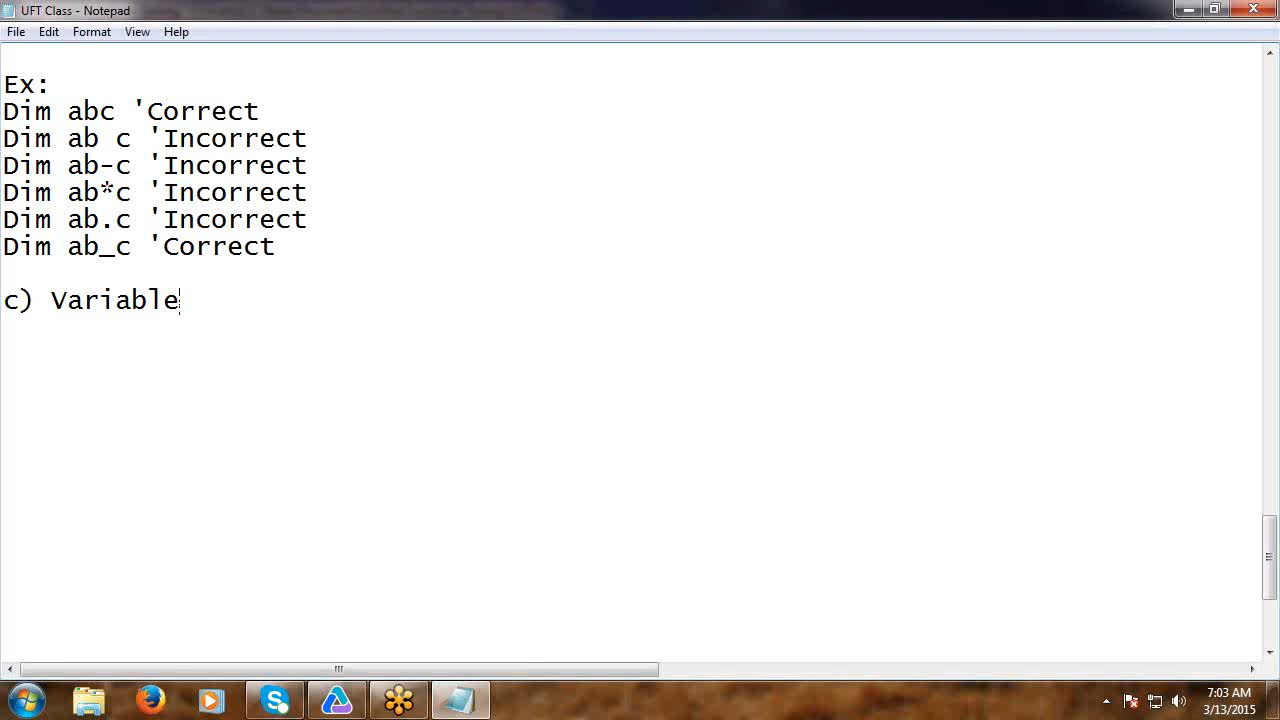 UFT Class - Notepad
File Edit Format View Help
Ex:
Dim abc 'Correct
Dim ab c 'Incorrect
Dim ab-c 'Incorrect
Dim ab*c 'Incorrect
Dim ab.c 'Incorrect
Dim ab_c 'Correct
c) Variable
7:03 AM
3/13/2015